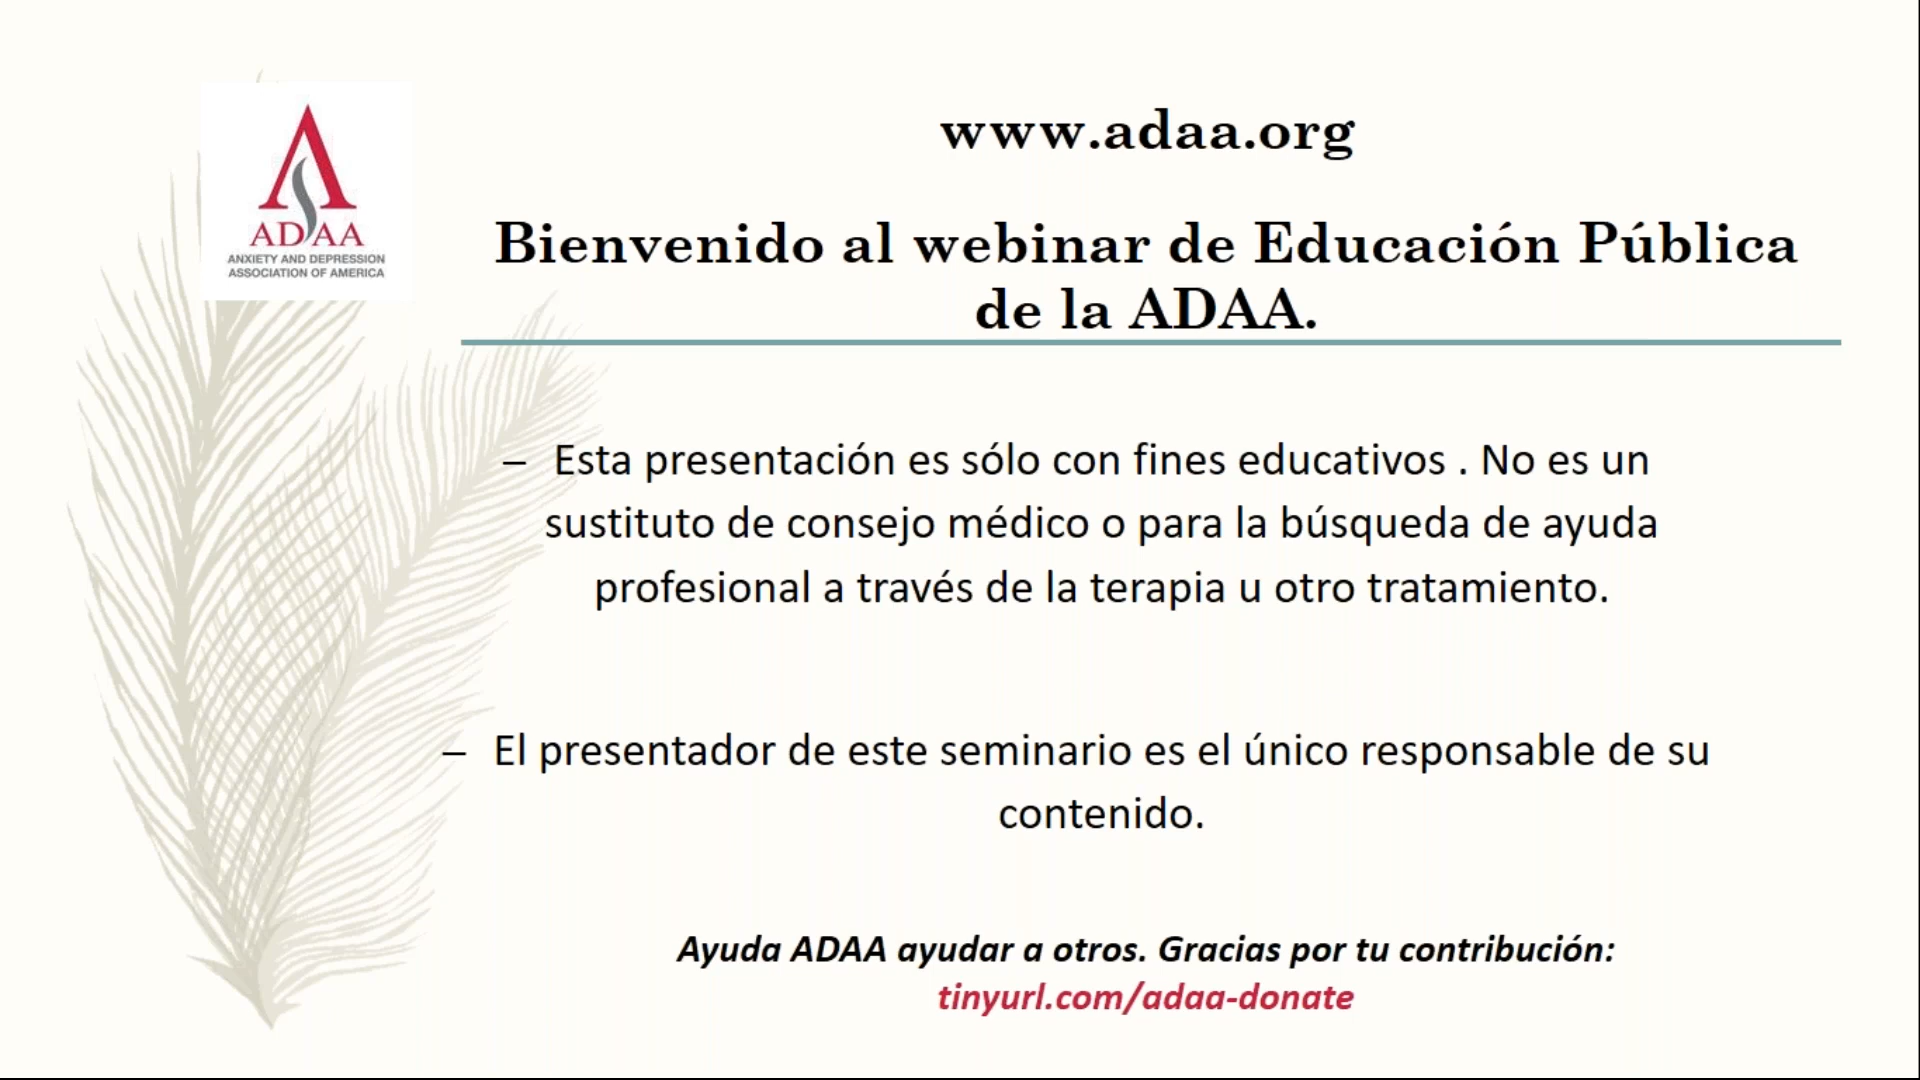 ADAA
ANXIETY AND DEPRESSION
ASSOCIATION OF AMERICA
www.adaa.org
Bienvenido al webinar de Educación Pública
de la ADAA.
– Esta presentación es sólo con fines educativos . No es un
sustituto de consejo médico o para la búsqueda de ayuda
profesional a través de la terapia u otro tratamiento.
– El presentador de este seminario es el único responsable de su
contenido.
Ayuda ADAA ayudar a otros. Gracias por tu contribución:
tinyurl.com/adaa-donate